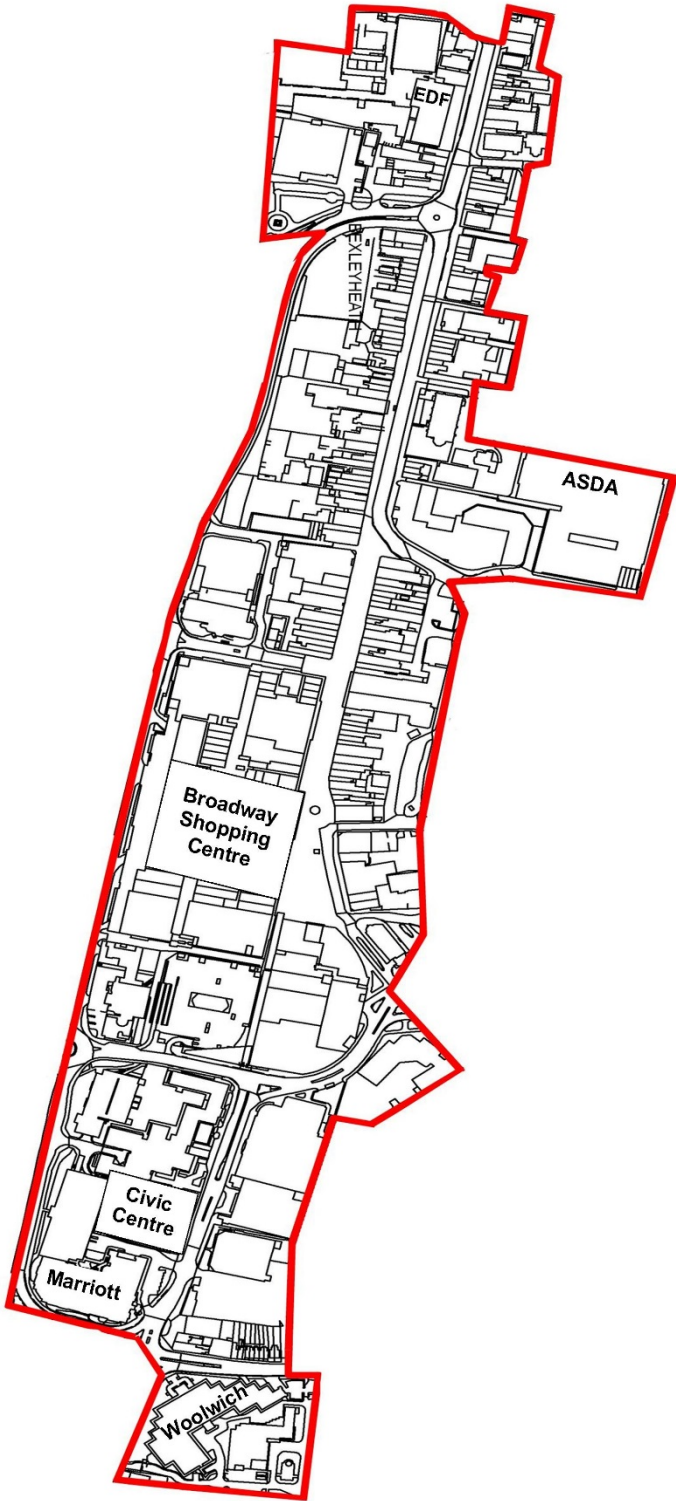 EDF
BEXLEYHEATH
ASDA
Broadway
Shopping
Centre
Civic
Centre
Marriott
Woolwich